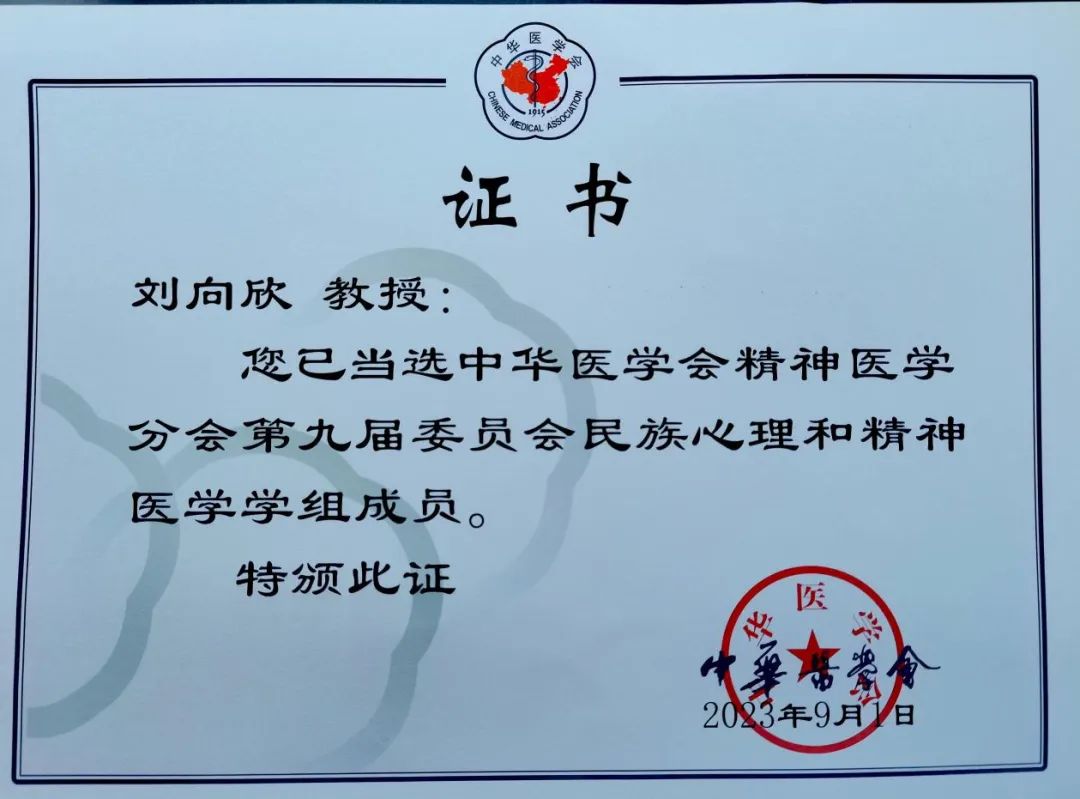 中华医学会
1915
CHINESE MEDICAL ASSOCIATION
证书
刘向欣 教授：
您已当选中华医学会精神医学
分会第九届委员会民族心理和精神
医学学组成员。
特颁此证
中华医学会
中華醫學會
2023年9月1日